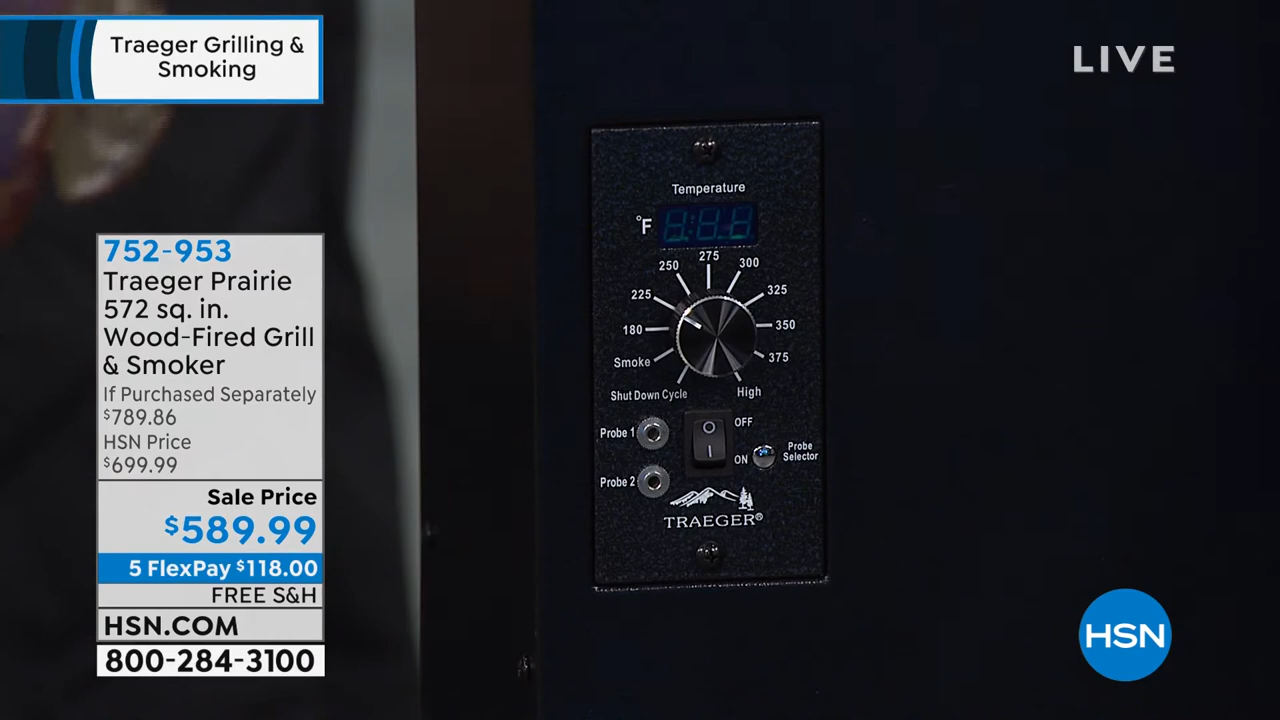 Traeger Grilling &
Smoking
LIVE
752-953
Traeger Prairie
572 sq. in.
Wood-Fired Grill
& Smoker
If Purchased Separately
$789.86
HSN Price
$699.99
Sale Price
$589.99
5 FlexPay $118.00
FREE S&H
HSN.COM
800-284-3100
Temperature
°F
275
250
300
225
325
180
350
Smoke
375
Shut Down Cycle
High
OFF
Probe 1
ON
Probe Selector
Probe 2
TRAEGER®
HSN